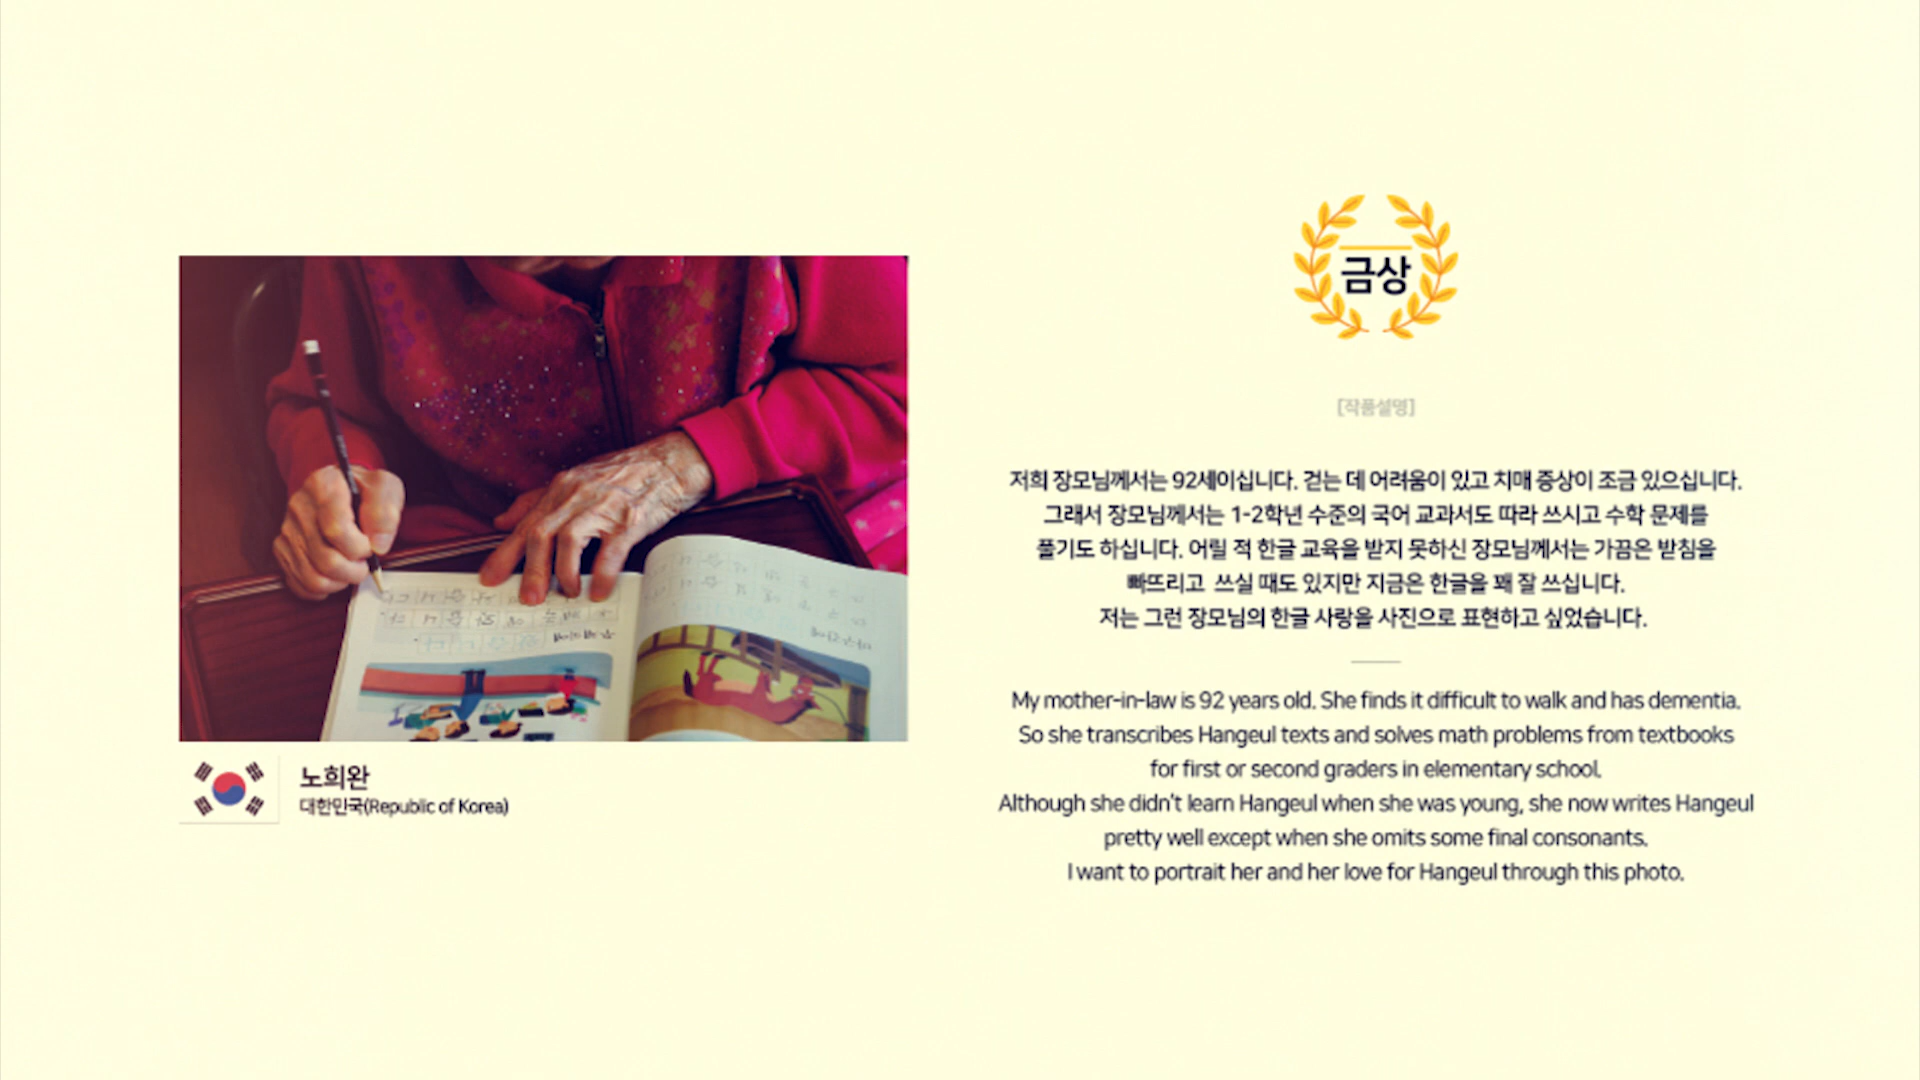 금상
[작품설명]
저희 장모님께서는 92세이십니다. 걷는 데 어려움이 있고 치매 증상이 조금 있으십니다.
그래서 장모님께서는 1-2학년 수준의 국어 교과서도 따라 쓰시고 수학 문제를
풀기도 하십니다. 어릴 적 한글 교육을 받지 못하신 장모님께서는 가끔은 받침을
빠뜨리고 쓰실 때도 있지만 지금은 한글을 꽤 잘 쓰십니다.
저는 그런 장모님의 한글 사랑을 사진으로 표현하고 싶었습니다.
My mother-in-law is 92 years old. She finds it difficult to walk and has dementia.
So she transcribes Hangeul texts and solves math problems from textbooks
for first or second graders in elementary school.
Although she didn't learn Hangeul when she was young, she now writes Hangeul
pretty well except when she omits some final consonants.
I want to portrait her and her love for Hangeul through this photo.
노희완
대한민국(Republic of Korea)